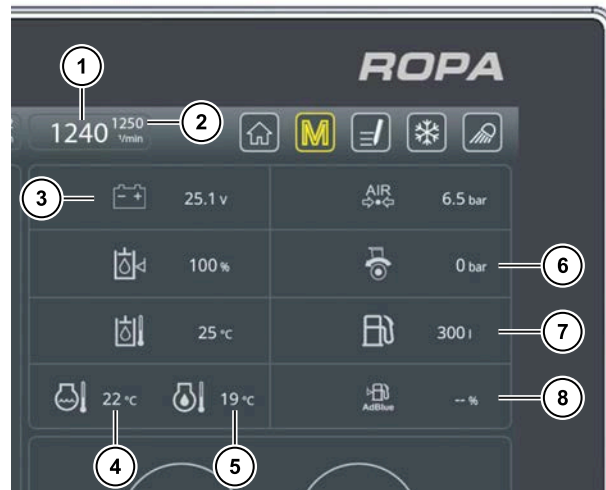 ROPA
1
2
1240 1250
1/min
M
3
25.1 V
AIR
6.5 bar
100 %
0 bar
6
25 °C
300 l
7
22 °C
19 °C
AdBlue
-- %
8
4
5